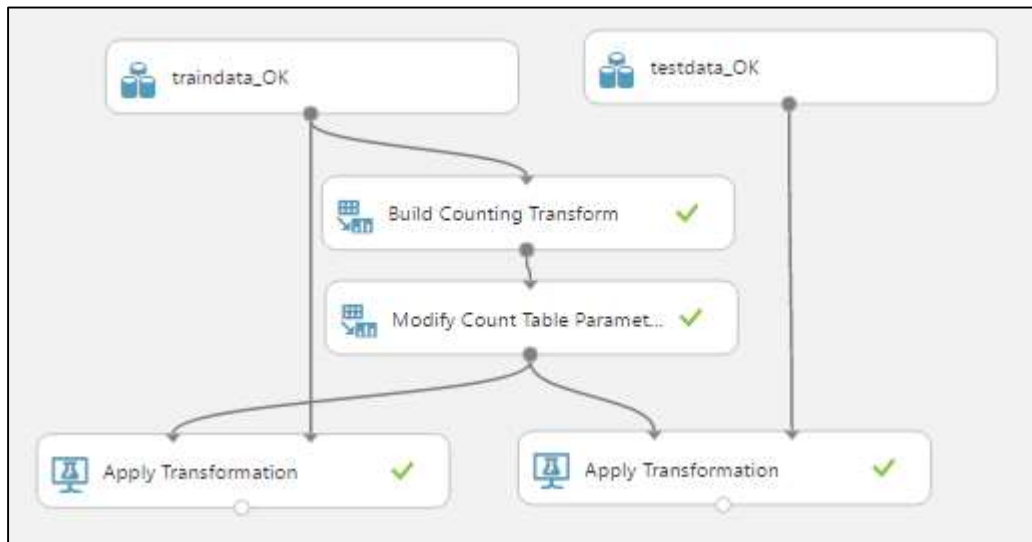 traindata_OK
testdata_OK
Build Counting Transform
Modify Count Table Paramet...
Apply Transformation
Apply Transformation